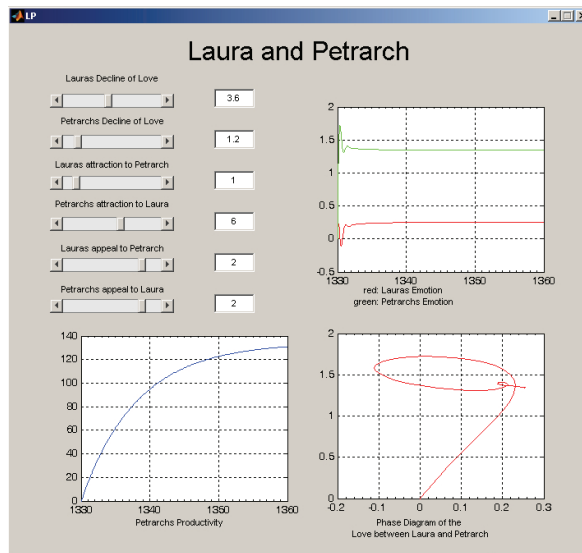 LP
Laura and Petrarch
Lauras Decline of Love
3.6
Petrarchs Decline of Love
1.2
Lauras attraction to Petrarch
1
Petrarchs attraction to Laura
6
Lauras appeal to Petrarch
2
Petrarchs appeal to Laura
2
2
1.5
1
0.5
0
-0.5
1330 1340 1350 1360
red: Lauras Emotion
green: Petrarchs Emotion
140
120
100
80
60
40
20
0
1330 1340 1350 1360
Petrarchs Productivity
2
1.5
1
0.5
0
-0.2 -0.1 0 0.1 0.2 0.3
Phase Diagram of the
Love between Laura and Petrarch